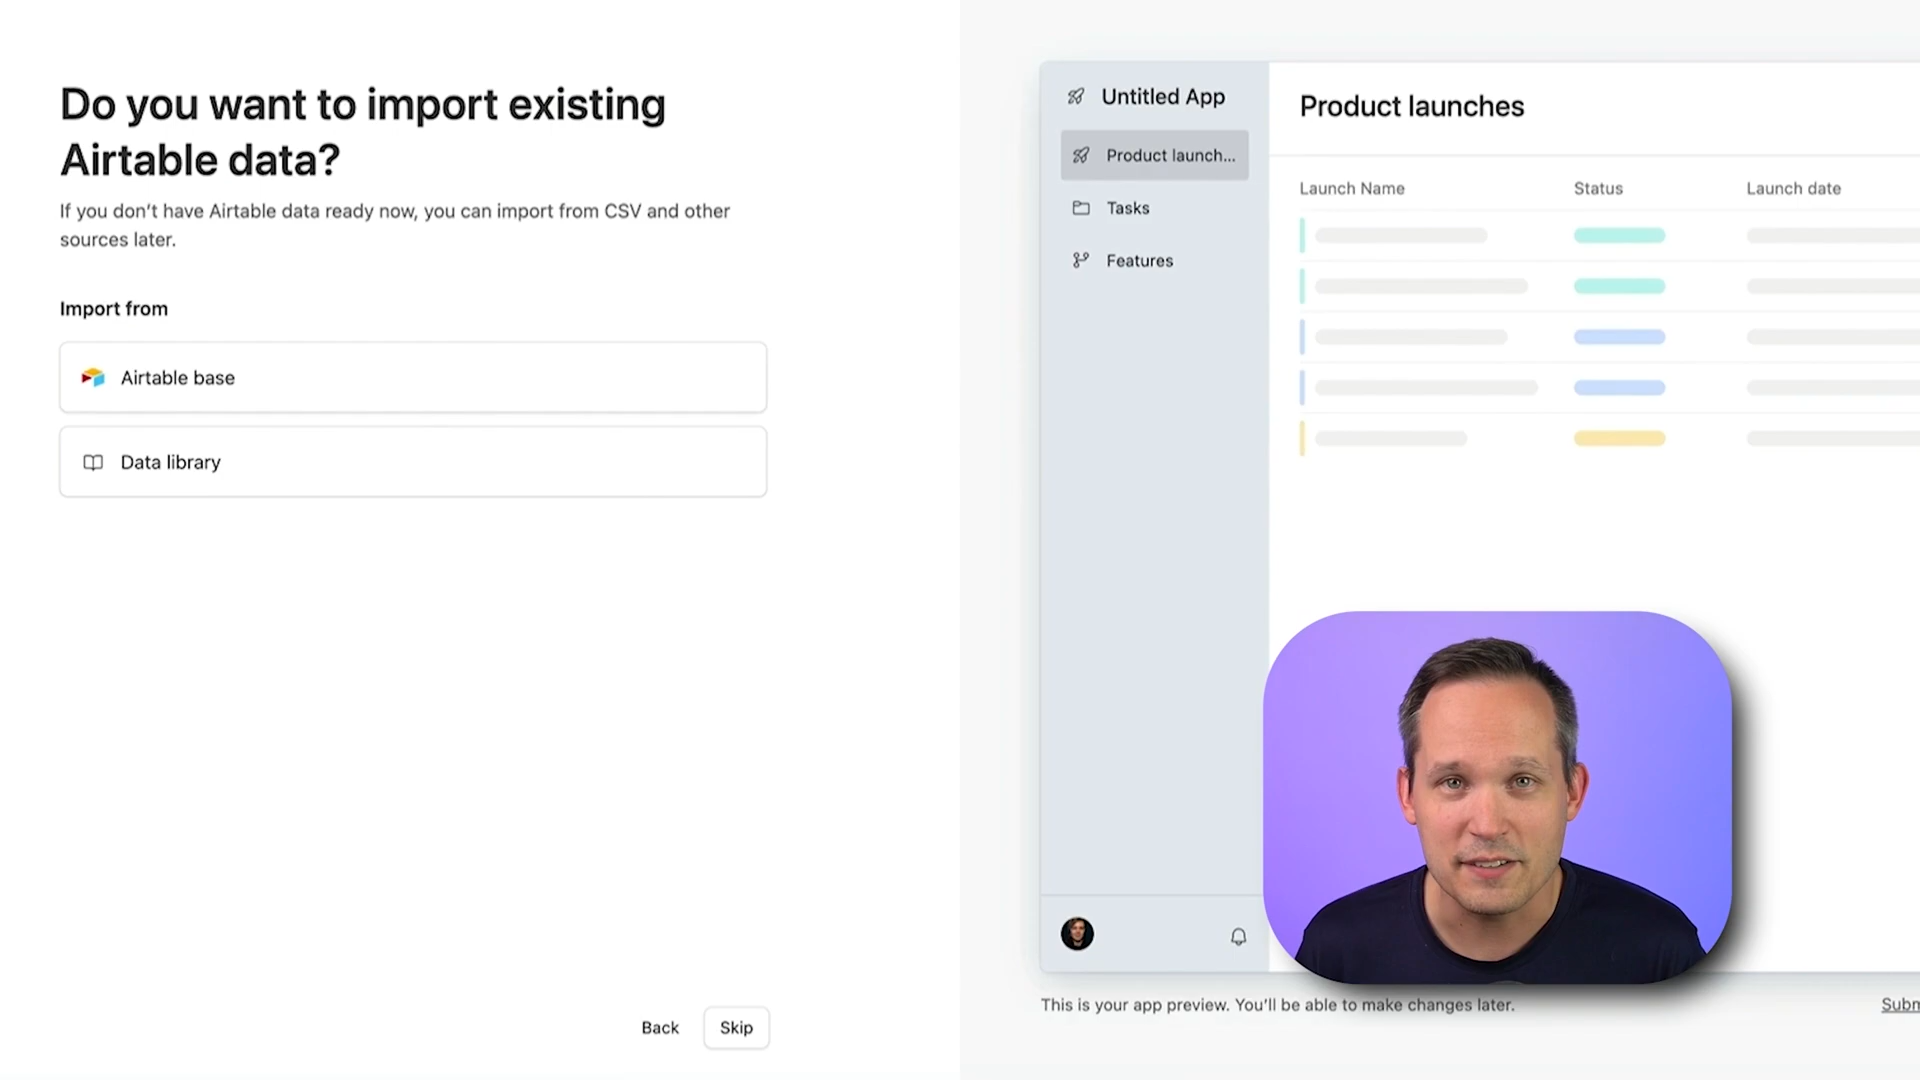 Do you want to import existing
Airtable data?
If you don’t have Airtable data ready now, you can import from CSV and other
sources later.
Import from
Airtable base
Data library
Back
Skip
Untitled App
Product launch...
Tasks
Features
Product launches
Launch Name
Status
Launch date
This is your app preview. You’ll be able to make changes later.